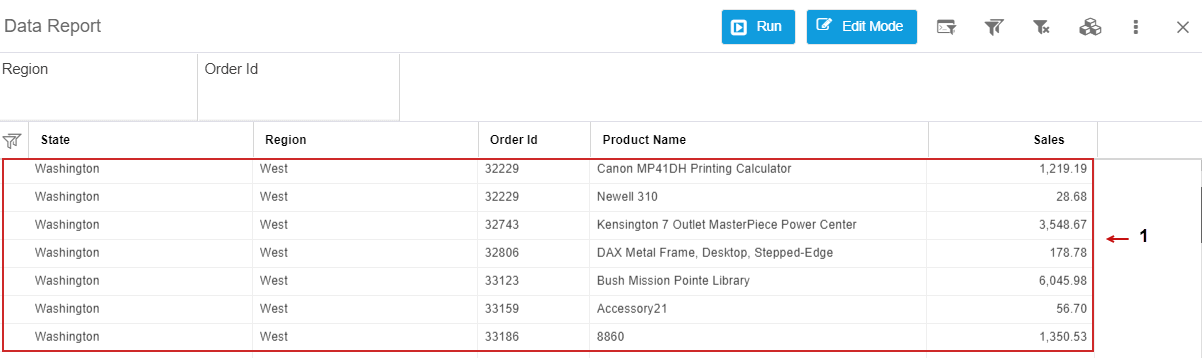 Data Report Run Edit Mode
Region Order Id
State Region Order Id Product Name Sales
Washington West 32229 Canon MP41DH Printing Calculator 1,219.19
Washington West 32229 Newell 310 28.68
Washington West 32743 Kensington 7 Outlet MasterPiece Power Center 3,548.67
Washington West 32806 DAX Metal Frame, Desktop, Stepped-Edge 178.78
Washington West 33123 Bush Mission Pointe Library 6,045.98
Washington West 33159 Accessory21 56.70
Washington West 33186 8860 1,350.53
1